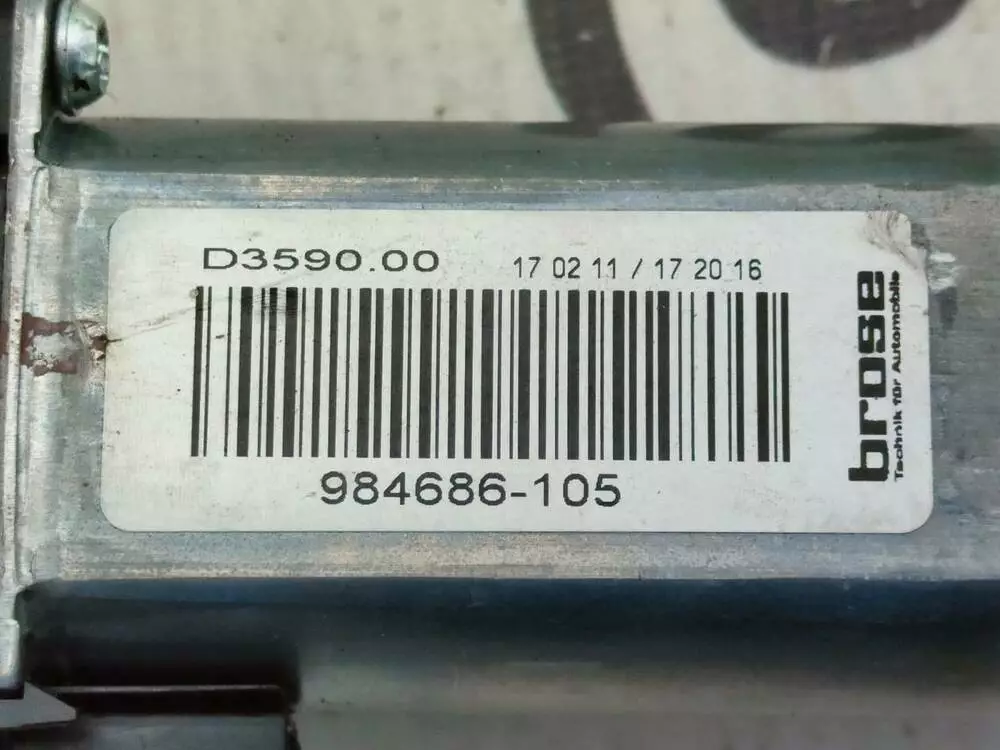 D3590.00 17 02 11 / 17 20 16
984686-105
brose
Technik für Automobile